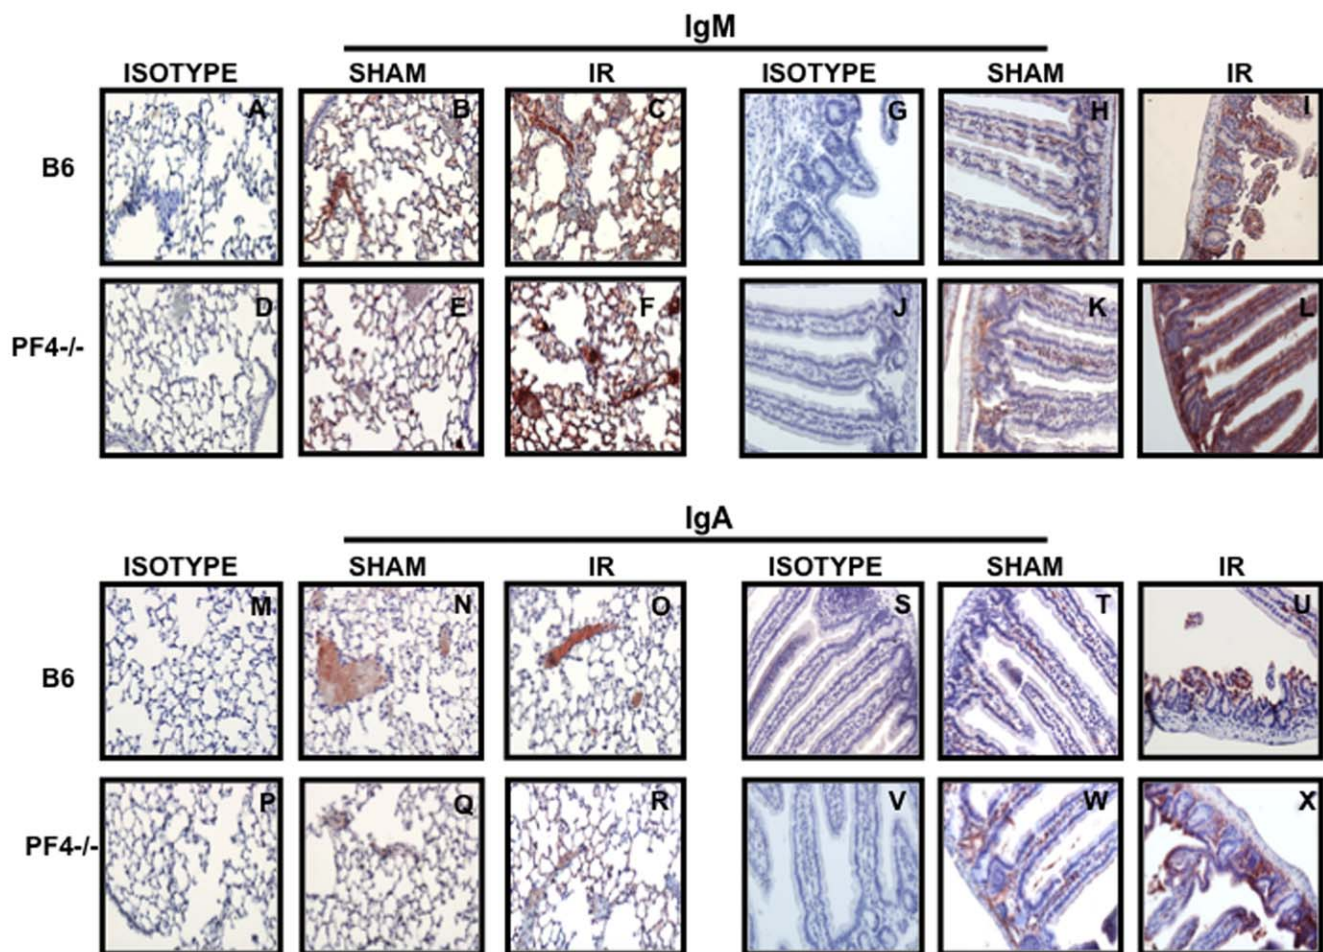 IgM
ISOTYPE SHAM IR ISOTYPE SHAM IR
B6 A B C G H I
PF4-/- D E F J K L
IgA
ISOTYPE SHAM IR ISOTYPE SHAM IR
B6 M N O S T U
PF4-/- P Q R V W X